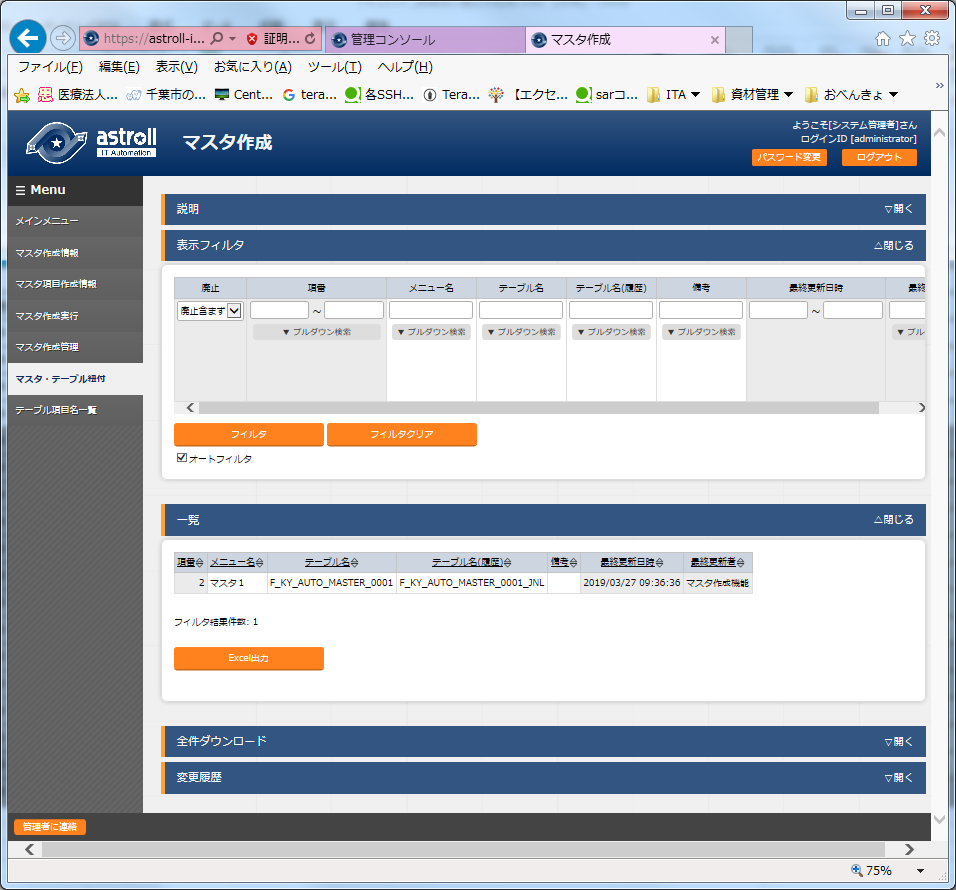 https://astroll-i... 証明... 管理コンソール マスタ作成
ファイル(F) 編集(E) 表示(V) お気に入り(A) ツール(T) ヘルプ(H)
医療法人... 千葉市の... Cent... tera... 各SSH... Tera... 【エクセ... sarコ... ITA 資材管理 おべんきょ
astroll
IT Automation
マスタ作成
ようこそ[システム管理者]さん
ログインID [administrator]
パスワード変更 ログアウト
Menu
メインメニュー
マスタ作成情報
マスタ項目作成情報
マスタ作成実行
マスタ作成管理
マスタ・テーブル紐付
テーブル項目名一覧
説明 ▽開く
表示フィルタ △閉じる
廃止 項番 メニュー名 テーブル名 テーブル名(履歴) 備考 最終更新日時 最終
廃止含まず ～ ～
▼ プルダウン検索 ▼ プルダウン検索 ▼ プルダウン検索 ▼ プルダウン検索 ▼ プルダウン検索 ▼ プル
フィルタ フィルタクリア
オートフィルタ
一覧 △閉じる
項番 メニュー名 テーブル名 テーブル名(履歴) 備考 最終更新日時 最終更新者
2 マスタ1 F_KY_AUTO_MASTER_0001 F_KY_AUTO_MASTER_0001_JNL 2019/03/27 09:36:36 マスタ作成機能
フィルタ結果件数: 1
Excel出力
全件ダウンロード ▽開く
変更履歴 ▽開く
管理者に連絡
75%